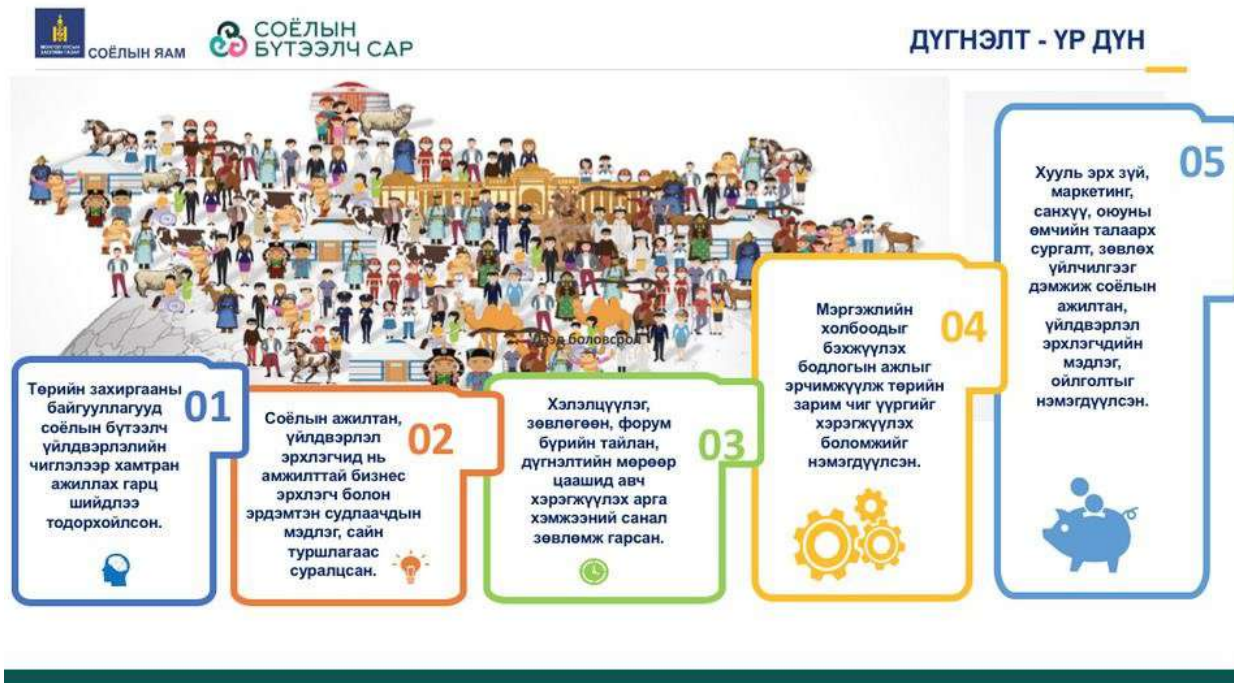 СОЁЛЫН ЯАМ
СОЁЛЫН
БҮТЭЭЛЧ САР
ДҮГНЭЛТ - ҮР ДҮН
Дээд боловсрол
01
Төрийн захиргааны
байгууллагууд
соёлын бүтээлч
үйлдвэрлэлийн
чиглэлээр хамтран
ажиллах гарц
шийдлээ
тодорхойлсон.
02
Соёлын ажилтан,
үйлдвэрлэл
эрхлэгчид нь
амжилттай бизнес
эрхлэгч болон
эрдэмтэн судлаачдын
мэдлэг, сайн
туршлагаас
суралцсан.
03
Хэлэлцүүлэг,
зөвлөгөөн, форум
бүрийн тайлан,
дүгнэлтийн мөрөөр
цаашид авч
хэрэгжүүлэх арга
хэмжээний санал
зөвлөмж гарсан.
04
Мэргэжлийн
холбоодыг
бэхжүүлэх
бодлогын ажлыг
эрчимжүүлж төрийн
зарим чиг үүргийг
хэрэгжүүлэх
боломжийг
нэмэгдүүлсэн.
05
Хууль эрх зүй,
маркетинг,
санхүү, оюуны
өмчийн талаарх
сургалт, зөвлөх
үйлчилгээг
дэмжиж соёлын
ажилтан,
үйлдвэрлэл
эрхлэгчдийн
мэдлэг,
ойлголтыг
нэмэгдүүлсэн.